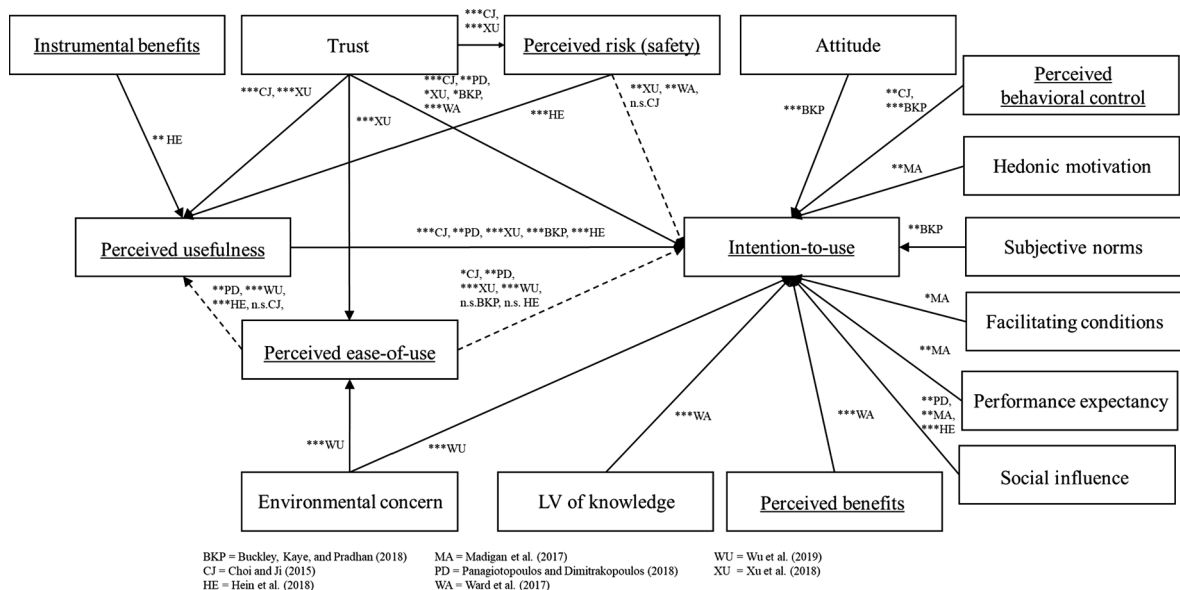 ***CJ,
***XU
Instrumental benefits
Trust
Perceived risk (safety)
Attitude
Perceived
behavioral control
***CJ, ***XU
***CJ, **PD,
*XU, *BKP,
***WA
**XU, **WA,
n.s.CJ
***BKP
**CJ,
***BKP
***XU
***HE
** HE
**MA
Hedonic motivation
Perceived usefulness
***CJ, **PD, ***XU, ***BKP, ***HE
Intention-to-use
**BKP
Subjective norms
**PD, ***WU,
***HE, n.s.CJ,
*CJ, **PD,
***XU, ***WU,
n.s.BKP, n.s. HE
*MA
Facilitating conditions
Perceived ease-of-use
**MA
Performance expectancy
**PD,
**MA,
***HE
***WU
***WU
***WA
***WA
Social influence
Environmental concern
LV of knowledge
Perceived benefits
BKP = Buckley, Kaye, and Pradhan (2018)
CJ = Choi and Ji (2015)
HE = Hein et al. (2018)
MA = Madigan et al. (2017)
PD = Panagiotopoulos and Dimitrakopoulos (2018)
WA = Ward et al. (2017)
WU = Wu et al. (2019)
XU = Xu et al. (2018)